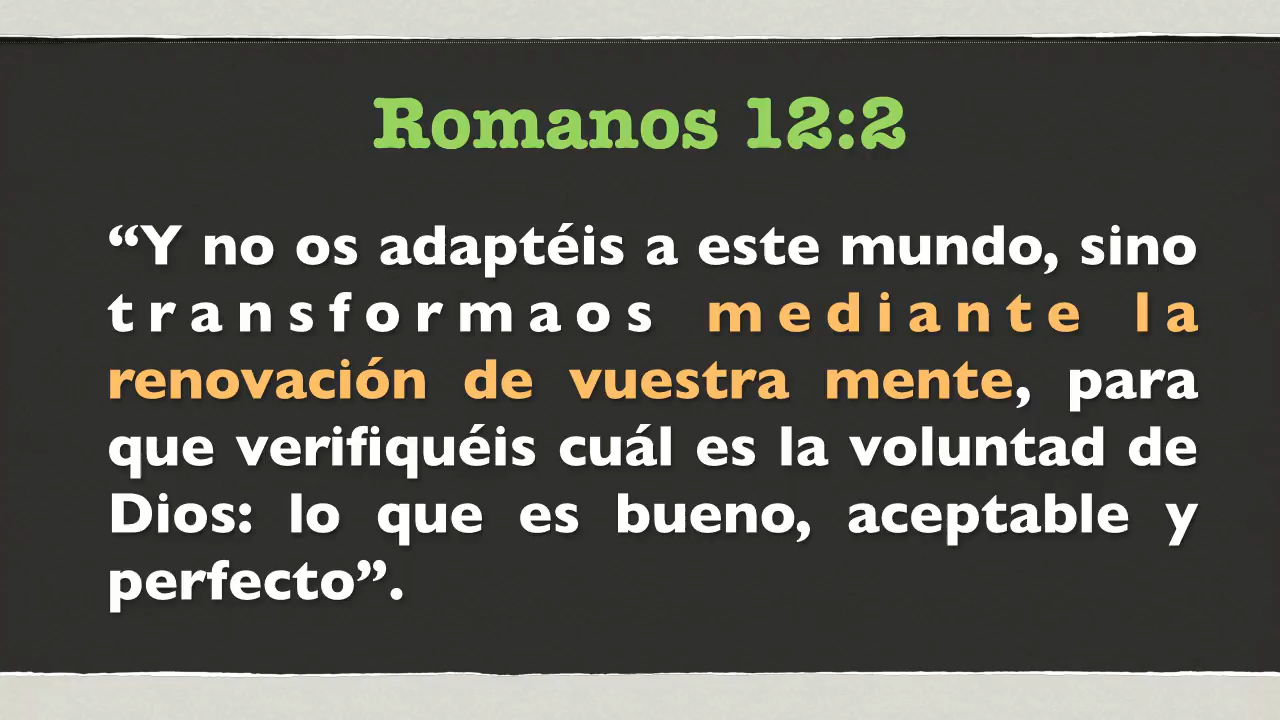 Romanos 12:2
“Y no os adaptéis a este mundo, sino
transformaos mediante la
renovación de vuestra mente, para
que verifiquéis cuál es la voluntad de
Dios: lo que es bueno, aceptable y
perfecto”.